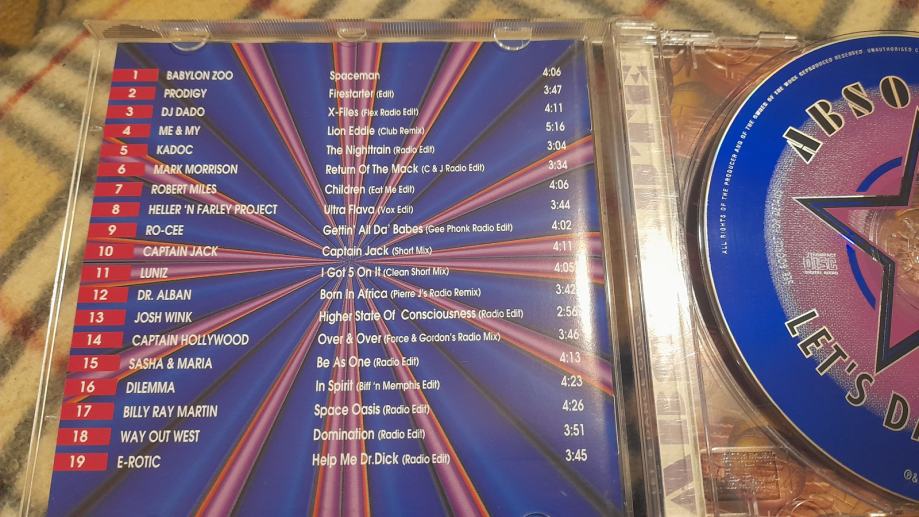 1 BABYLON ZOO Spaceman 4:06
2 PRODIGY Firestarter (Edit) 3:47
3 DJ DADO X-Files (Flex Radio Edit) 4:11
4 ME & MY Lion Eddie (Club Remix) 5:16
5 KADOC The Nighttrain (Radio Edit) 3:04
6 MARK MORRISON Return Of The Mack (C & J Radio Edit) 3:34
7 ROBERT MILES Children (Eat Me Edit) 4:06
8 HELLER 'N FARLEY PROJECT Ultra Flava (Vox Edit) 3:44
9 RO-CEE Gettin' All Da' Babes (Gee Phonk Radio Edit) 4:02
10 CAPTAIN JACK Captain Jack (Short Mix) 4:11
11 LUNIZ I Got 5 On It (Clean Short Mix) 4:05
12 DR. ALBAN Born In Africa (Pierre J's Radio Remix) 3:42
13 JOSH WINK Higher State Of Consciousness (Radio Edit) 2:56
14 CAPTAIN HOLLYWOOD Over & Over (Force & Gordon's Radio Mix) 3:46
15 SASHA & MARIA Be As One (Radio Edit) 4:13
16 DILEMMA In Spirit (Biff 'n Memphis Edit) 4:23
17 BILLY RAY MARTIN Space Oasis (Radio Edit) 4:26
18 WAY OUT WEST Domination (Radio Edit) 3:51
19 E-ROTIC Help Me Dr.Dick (Radio Edit) 3:45
ALL RIGHTS OF THE PRODUCER AND OF THE OWNER OF THE WORK REPRODUCED RESERVED. UNAUTHORISED
ABSO
COMPACT
disc
DIGITAL AUDIO
LET'S D